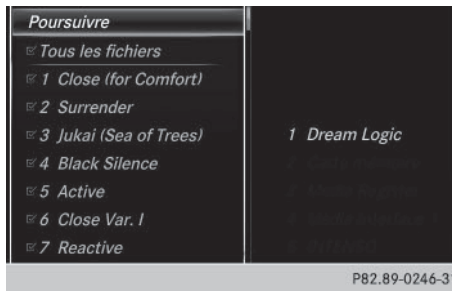 Poursuivre
Tous les fichiers
1 Close (for Comfort)
2 Surrender
3 Jukai (Sea of Trees)
4 Black Silence
5 Active
6 Close Var. I
7 Reactive
1 Dream Logic
P82.89-0246-31